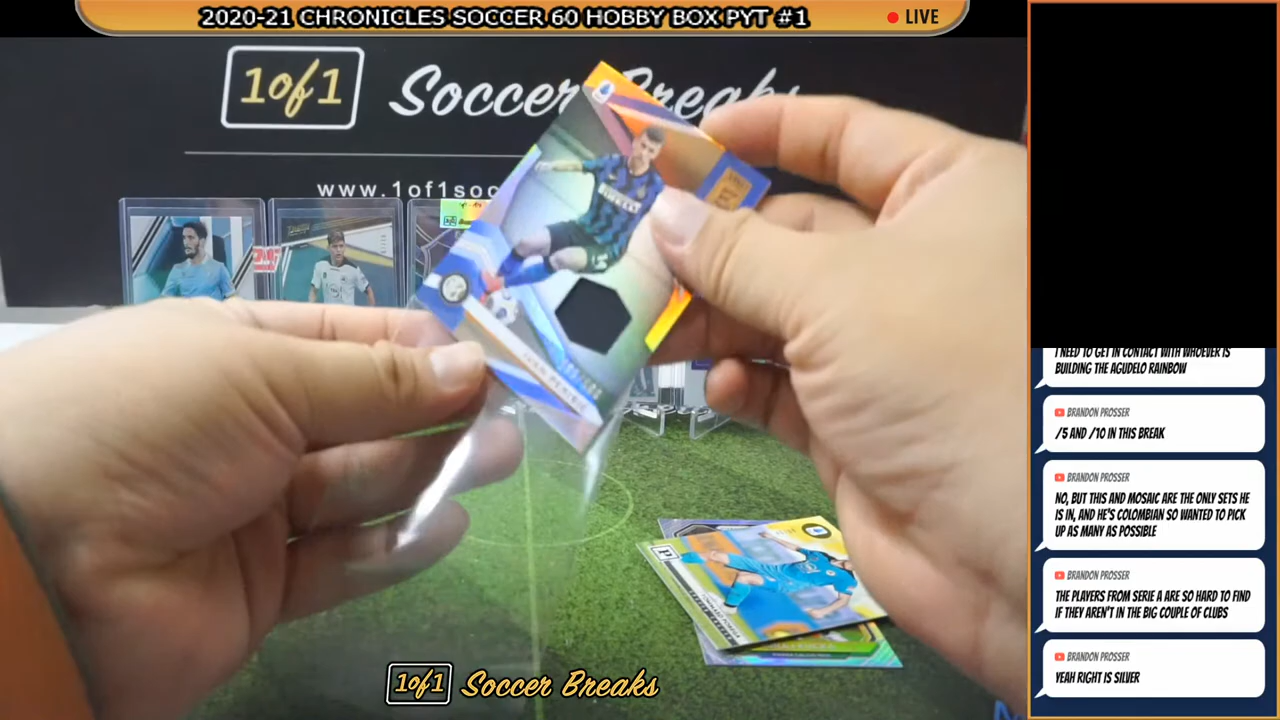 2020-21 CHRONICLES SOCCER 60 HOBBY BOX PYT #1
LIVE
1of1
Soccer Breaks
www.1of1soc
PIRELLI
IVAN PERISIC
I NEED TO GET IN CONTACT WITH WHOEVER IS
BUILDING THE AGUDELO RAINBOW
BRANDON PROSSER
/5 AND /10 IN THIS BREAK
BRANDON PROSSER
NO, BUT THIS AND MOSAIC ARE THE ONLY SETS HE
IS IN, AND HE'S COLOMBIAN SO WANTED TO PICK
UP AS MANY AS POSSIBLE
BRANDON PROSSER
THE PLAYERS FROM SERIE A ARE SO HARD TO FIND
IF THEY AREN'T IN THE BIG COUPLE OF CLUBS
BRANDON PROSSER
YEAH RIGHT IS SILVER
1of1 Soccer Breaks